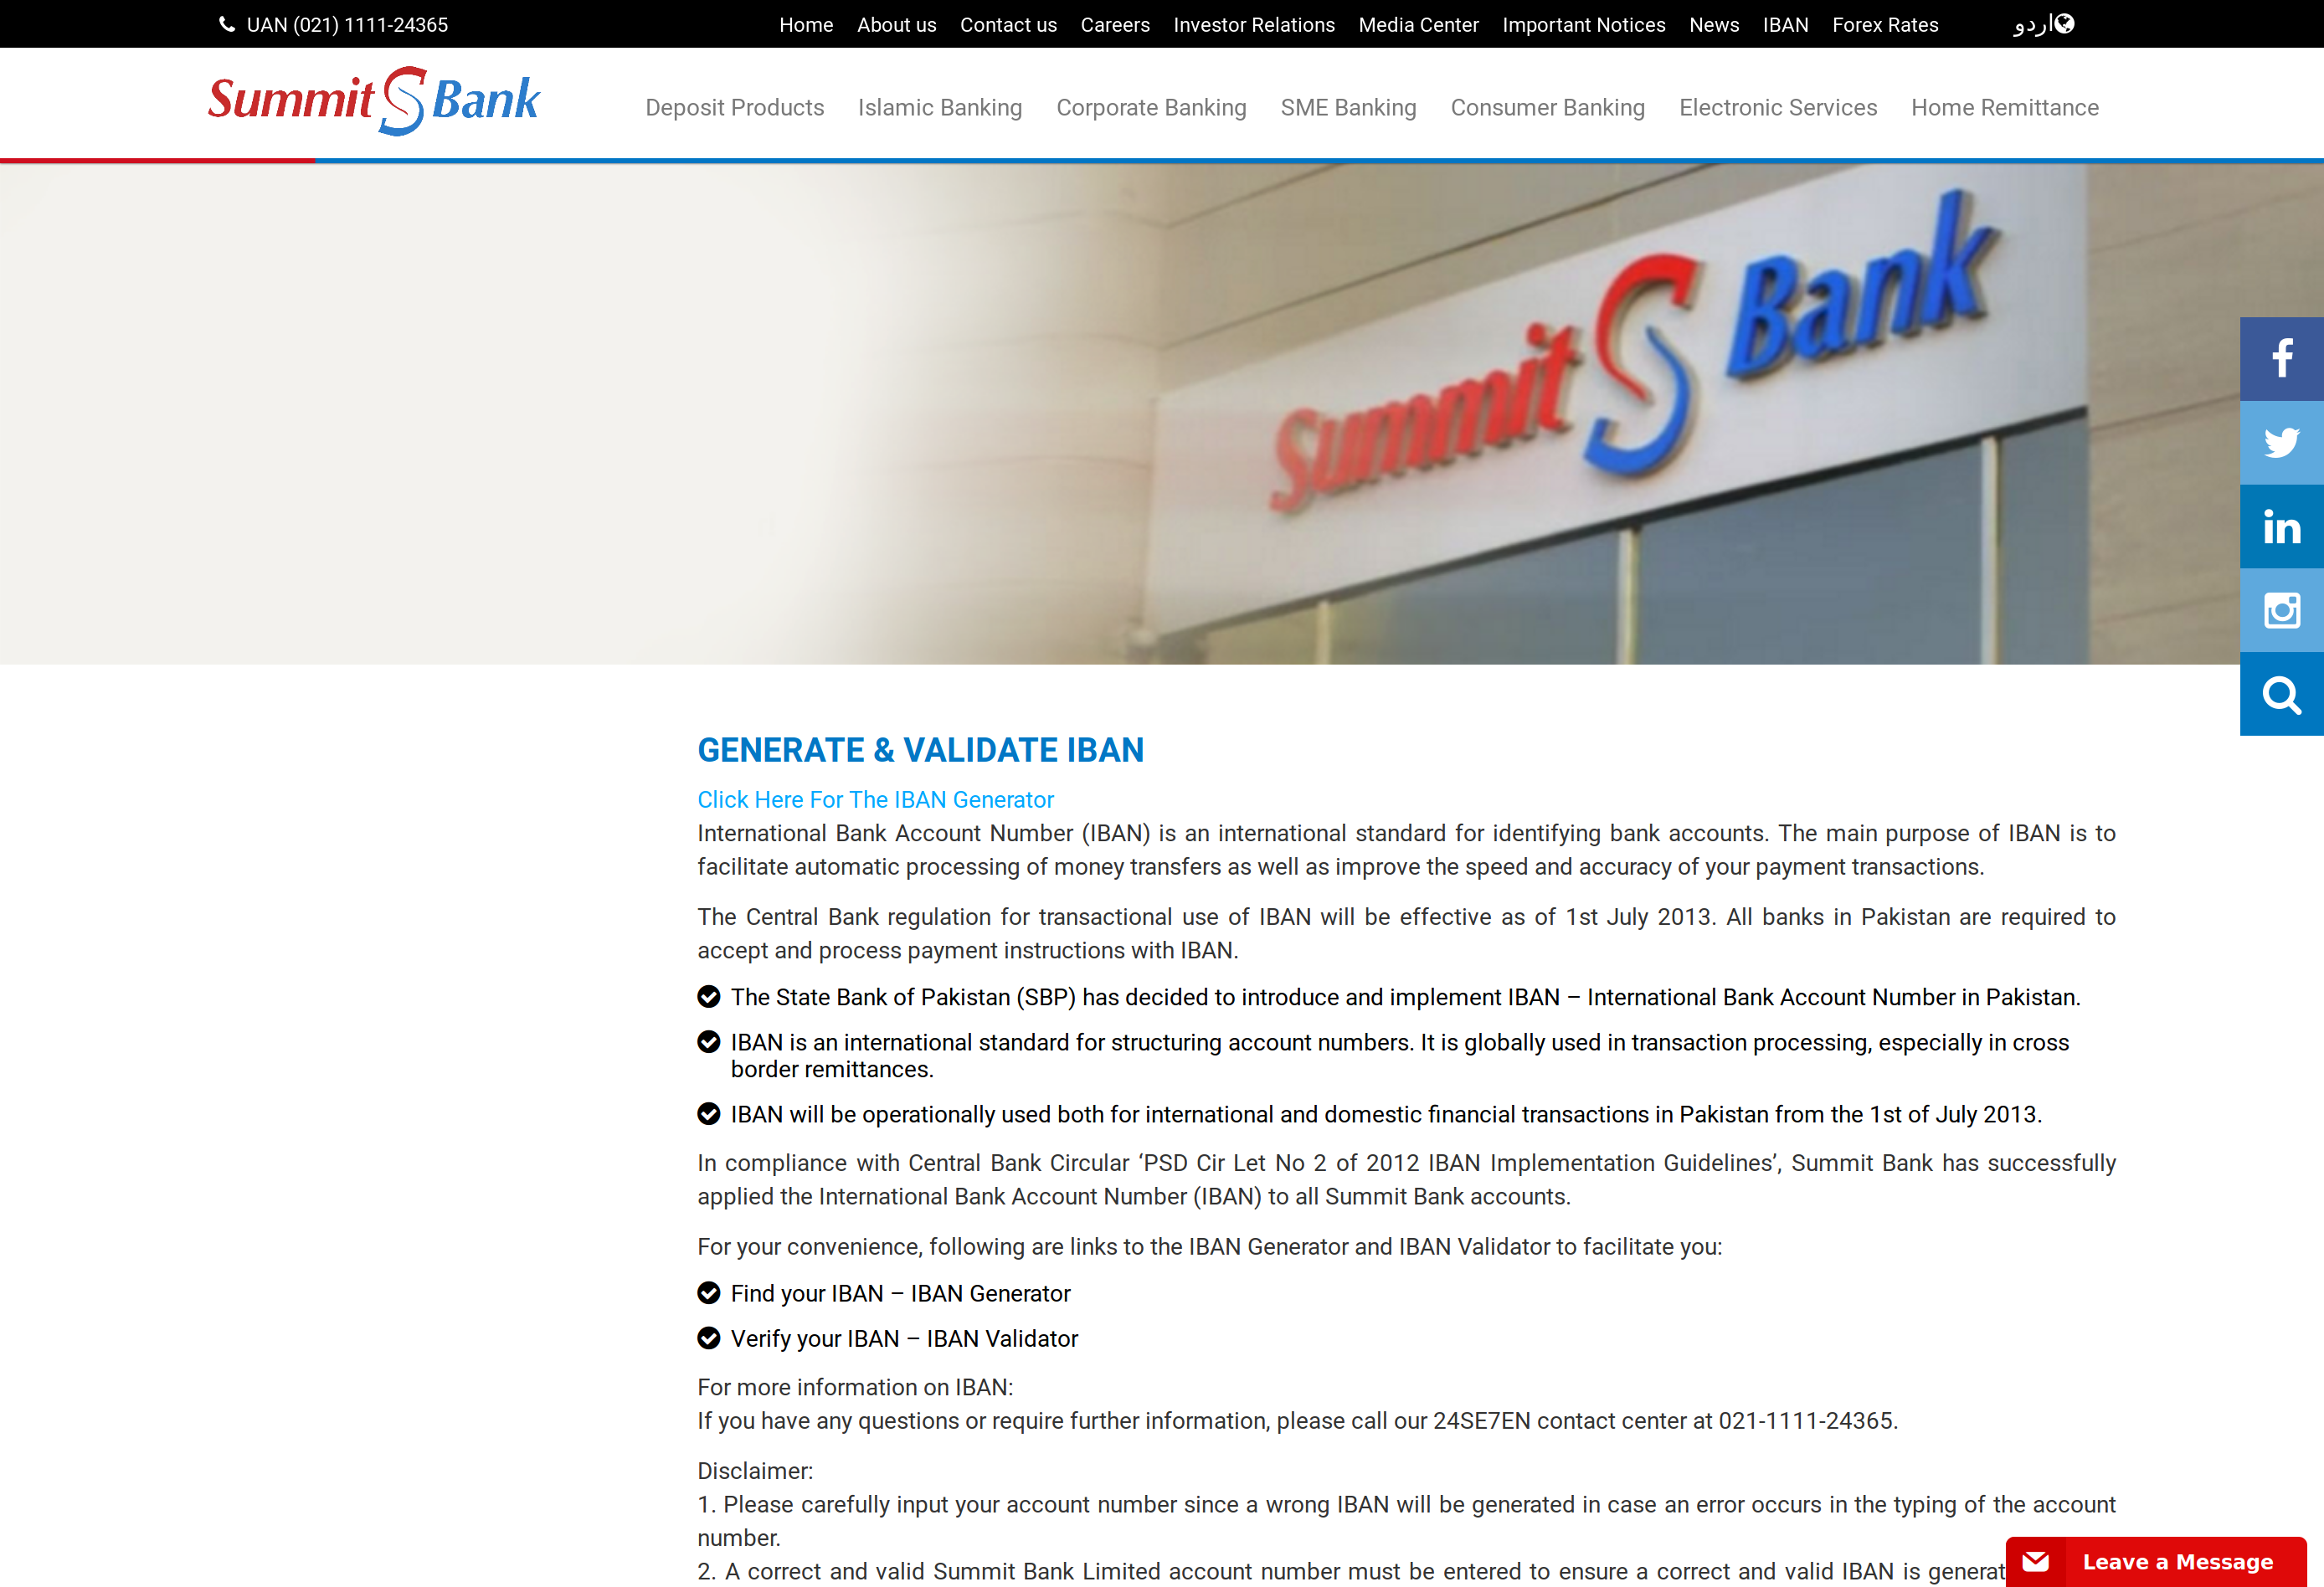 UAN (021) 1111-24365
Home About us Contact us Careers Investor Relations Media Center Important Notices News IBAN Forex Rates اردو
Summit S Bank
Deposit Products Islamic Banking Corporate Banking SME Banking Consumer Banking Electronic Services Home Remittance
Summit S Bank
GENERATE & VALIDATE IBAN
Click Here For The IBAN Generator
International Bank Account Number (IBAN) is an international standard for identifying bank accounts. The main purpose of IBAN is to
facilitate automatic processing of money transfers as well as improve the speed and accuracy of your payment transactions.
The Central Bank regulation for transactional use of IBAN will be effective as of 1st July 2013. All banks in Pakistan are required to
accept and process payment instructions with IBAN.
The State Bank of Pakistan (SBP) has decided to introduce and implement IBAN – International Bank Account Number in Pakistan.
IBAN is an international standard for structuring account numbers. It is globally used in transaction processing, especially in cross
border remittances.
IBAN will be operationally used both for international and domestic financial transactions in Pakistan from the 1st of July 2013.
In compliance with Central Bank Circular ‘PSD Cir Let No 2 of 2012 IBAN Implementation Guidelines’, Summit Bank has successfully
applied the International Bank Account Number (IBAN) to all Summit Bank accounts.
For your convenience, following are links to the IBAN Generator and IBAN Validator to facilitate you:
Find your IBAN – IBAN Generator
Verify your IBAN – IBAN Validator
For more information on IBAN:
If you have any questions or require further information, please call our 24SE7EN contact center at 021-1111-24365.
Disclaimer:
1. Please carefully input your account number since a wrong IBAN will be generated in case an error occurs in the typing of the account
number.
2. A correct and valid Summit Bank Limited account number must be entered to ensure a correct and valid IBAN is generat
Leave a Message